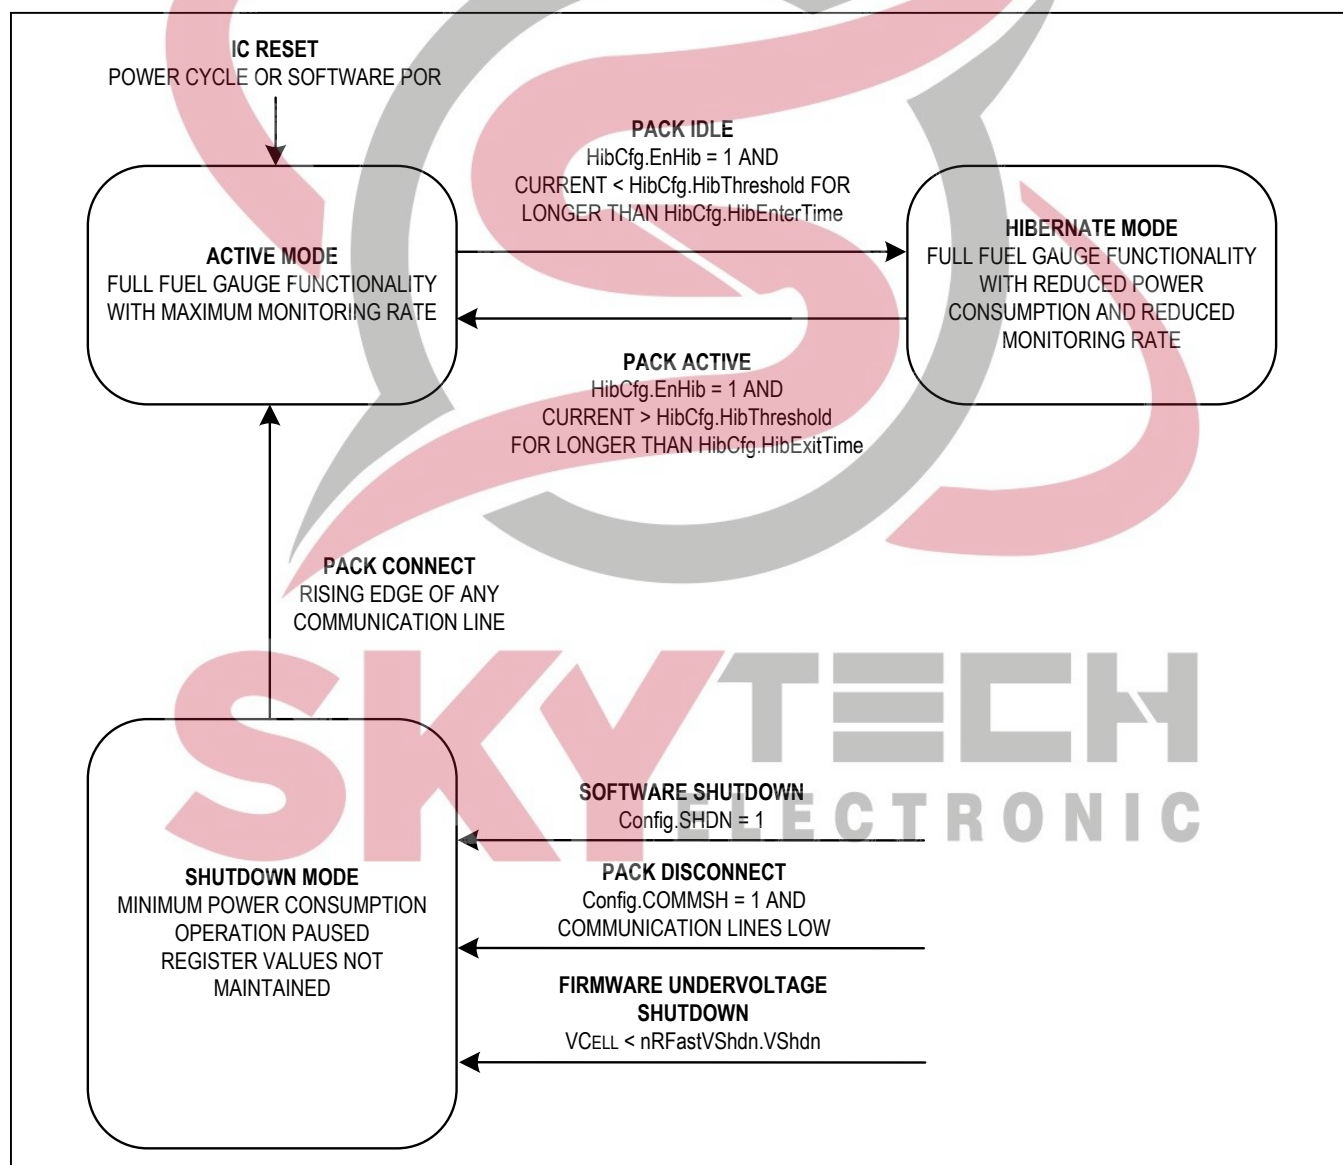 IC RESET
POWER CYCLE OR SOFTWARE POR
PACK IDLE
HibCfg.EnHib = 1 AND
CURRENT < HibCfg.HibThreshold FOR
LONGER THAN HibCfg.HibEnterTime
ACTIVE MODE
FULL FUEL GAUGE FUNCTIONALITY
WITH MAXIMUM MONITORING RATE
HIBERNATE MODE
FULL FUEL GAUGE FUNCTIONALITY
WITH REDUCED POWER
CONSUMPTION AND REDUCED
MONITORING RATE
PACK ACTIVE
HibCfg.EnHib = 1 AND
CURRENT > HibCfg.HibThreshold
FOR LONGER THAN HibCfg.HibExitTime
PACK CONNECT
RISING EDGE OF ANY
COMMUNICATION LINE
SKYTECH
ELECTRONIC
SOFTWARE SHUTDOWN
Config.SHDN = 1
PACK DISCONNECT
Config.COMMSH = 1 AND
COMMUNICATION LINES LOW
SHUTDOWN MODE
MINIMUM POWER CONSUMPTION
OPERATION PAUSED
REGISTER VALUES NOT
MAINTAINED
FIRMWARE UNDERVOLTAGE
SHUTDOWN
VCELL < nRFastVShdn.VShdn